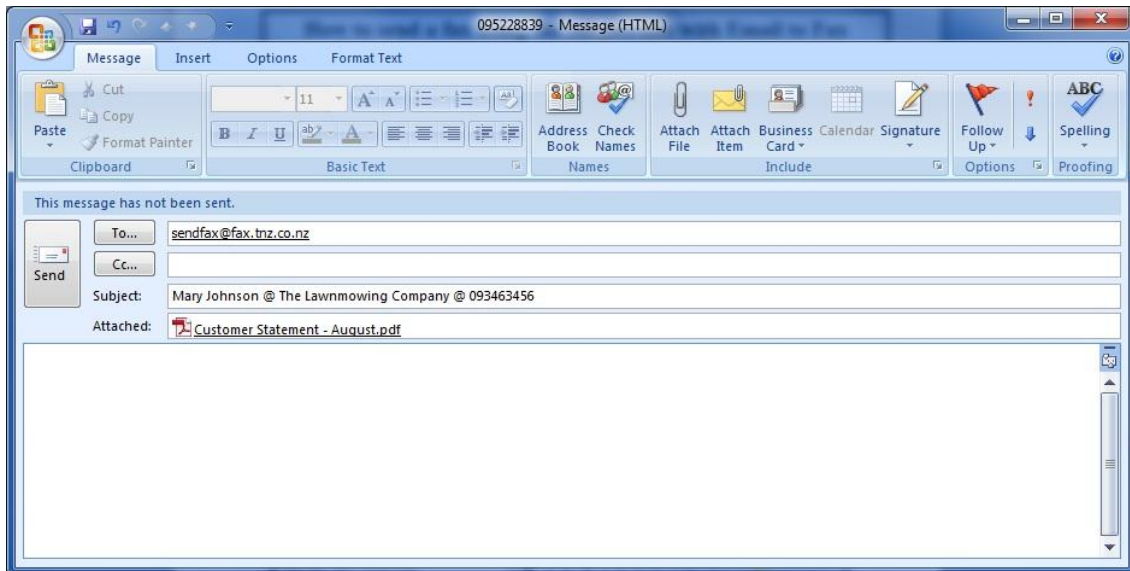 095228839 - Message (HTML)
Message Insert Options Format Text
Cut
Copy
Format Painter
Paste
11
B I U ab A
Address Book
Check Names
Attach File
Attach Item
Business Card
Calendar
Signature
Follow Up
ABC
Spelling
Clipboard
Basic Text
Names
Include
Options
Proofing
This message has not been sent.
To... sendfax@fax.tnz.co.nz
Cc...
Send
Subject: Mary Johnson @ The Lawnmowing Company @ 093463456
Attached: Customer Statement - August.pdf